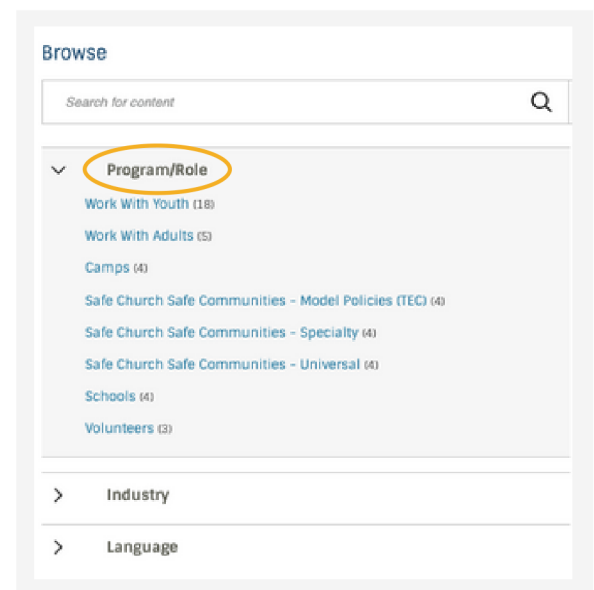 Browse
Search for content
Program/Role
Work With Youth (18)
Work With Adults (5)
Camps (4)
Safe Church Safe Communities - Model Policies (TEC) (4)
Safe Church Safe Communities - Specialty (4)
Safe Church Safe Communities - Universal (4)
Schools (4)
Volunteers (3)
Industry
Language